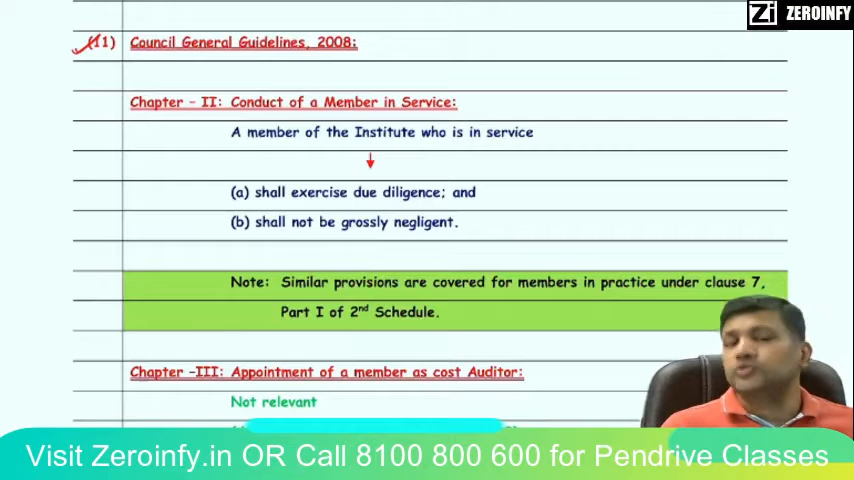 Zi ZEROINFY
(11) Council General Guidelines, 2008:
Chapter - II: Conduct of a Member in Service:
A member of the Institute who is in service
(a) shall exercise due diligence; and
(b) shall not be grossly negligent.
Note: Similar provisions are covered for members in practice under clause 7,
Part I of 2nd Schedule.
Chapter -III: Appointment of a member as cost Auditor:
Not relevant
Visit Zeroinfy.in OR Call 8100 800 600 for Pendrive Classes